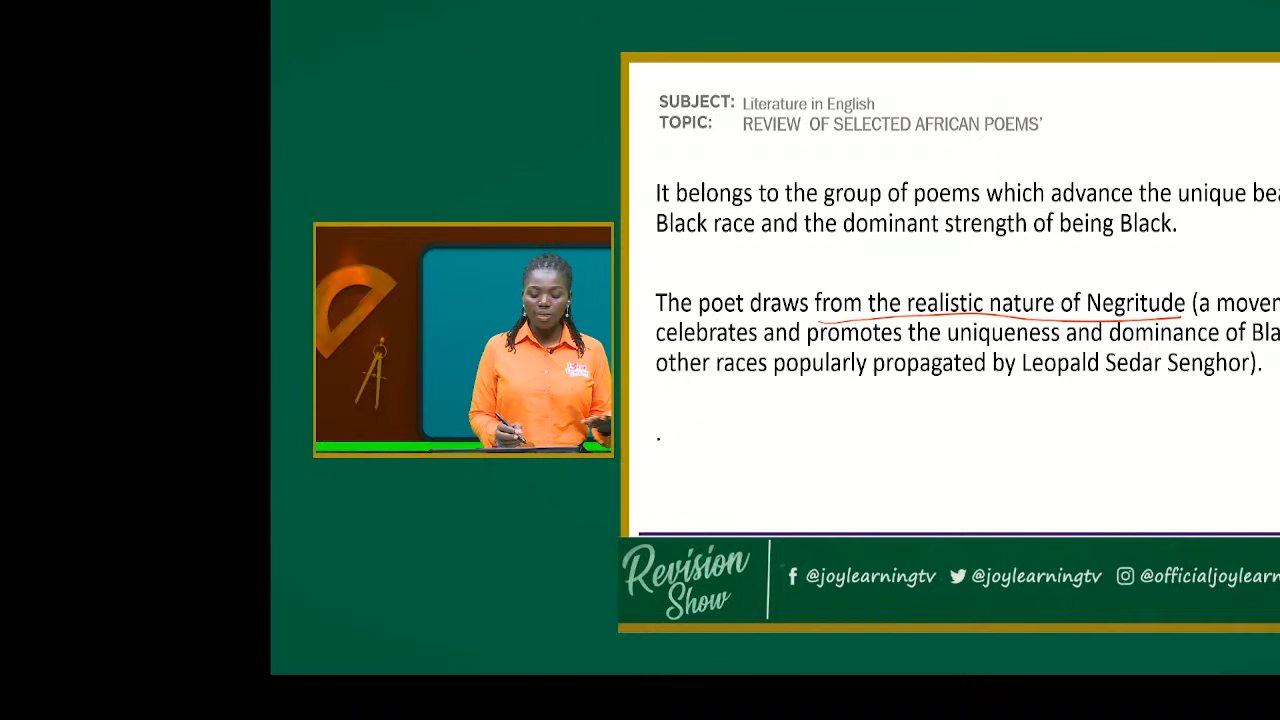 SUBJECT: Literature in English
TOPIC: REVIEW OF SELECTED AFRICAN POEMS'
It belongs to the group of poems which advance the unique
Black race and the dominant strength of being Black.
The poet draws from the realistic nature of Negritude (a
celebrates and promotes the uniqueness and dominance of
other races popularly propagated by Leopald Sedar Senghor).
.
Revision
Show
@joylearningtv @joylearningtv